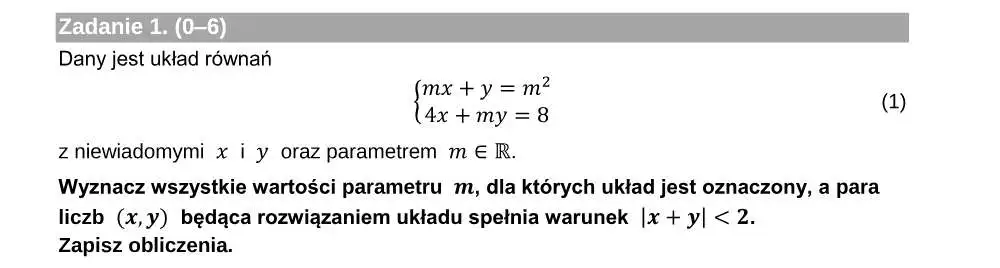 Zadanie 1. (0–6)
Dany jest układ równań
{mx + y = m²
4x + my = 8
(1)
z niewiadomymi x i y oraz parametrem m ∈ ℝ.
Wyznacz wszystkie wartości parametru m, dla których układ jest oznaczony, a para
liczb (x, y) będąca rozwiązaniem układu spełnia warunek |x + y| < 2.
Zapisz obliczenia.